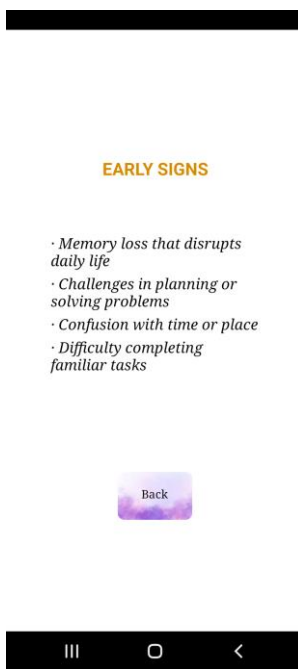 EARLY SIGNS
· Memory loss that disrupts
daily life
· Challenges in planning or
solving problems
· Confusion with time or place
· Difficulty completing
familiar tasks
Back